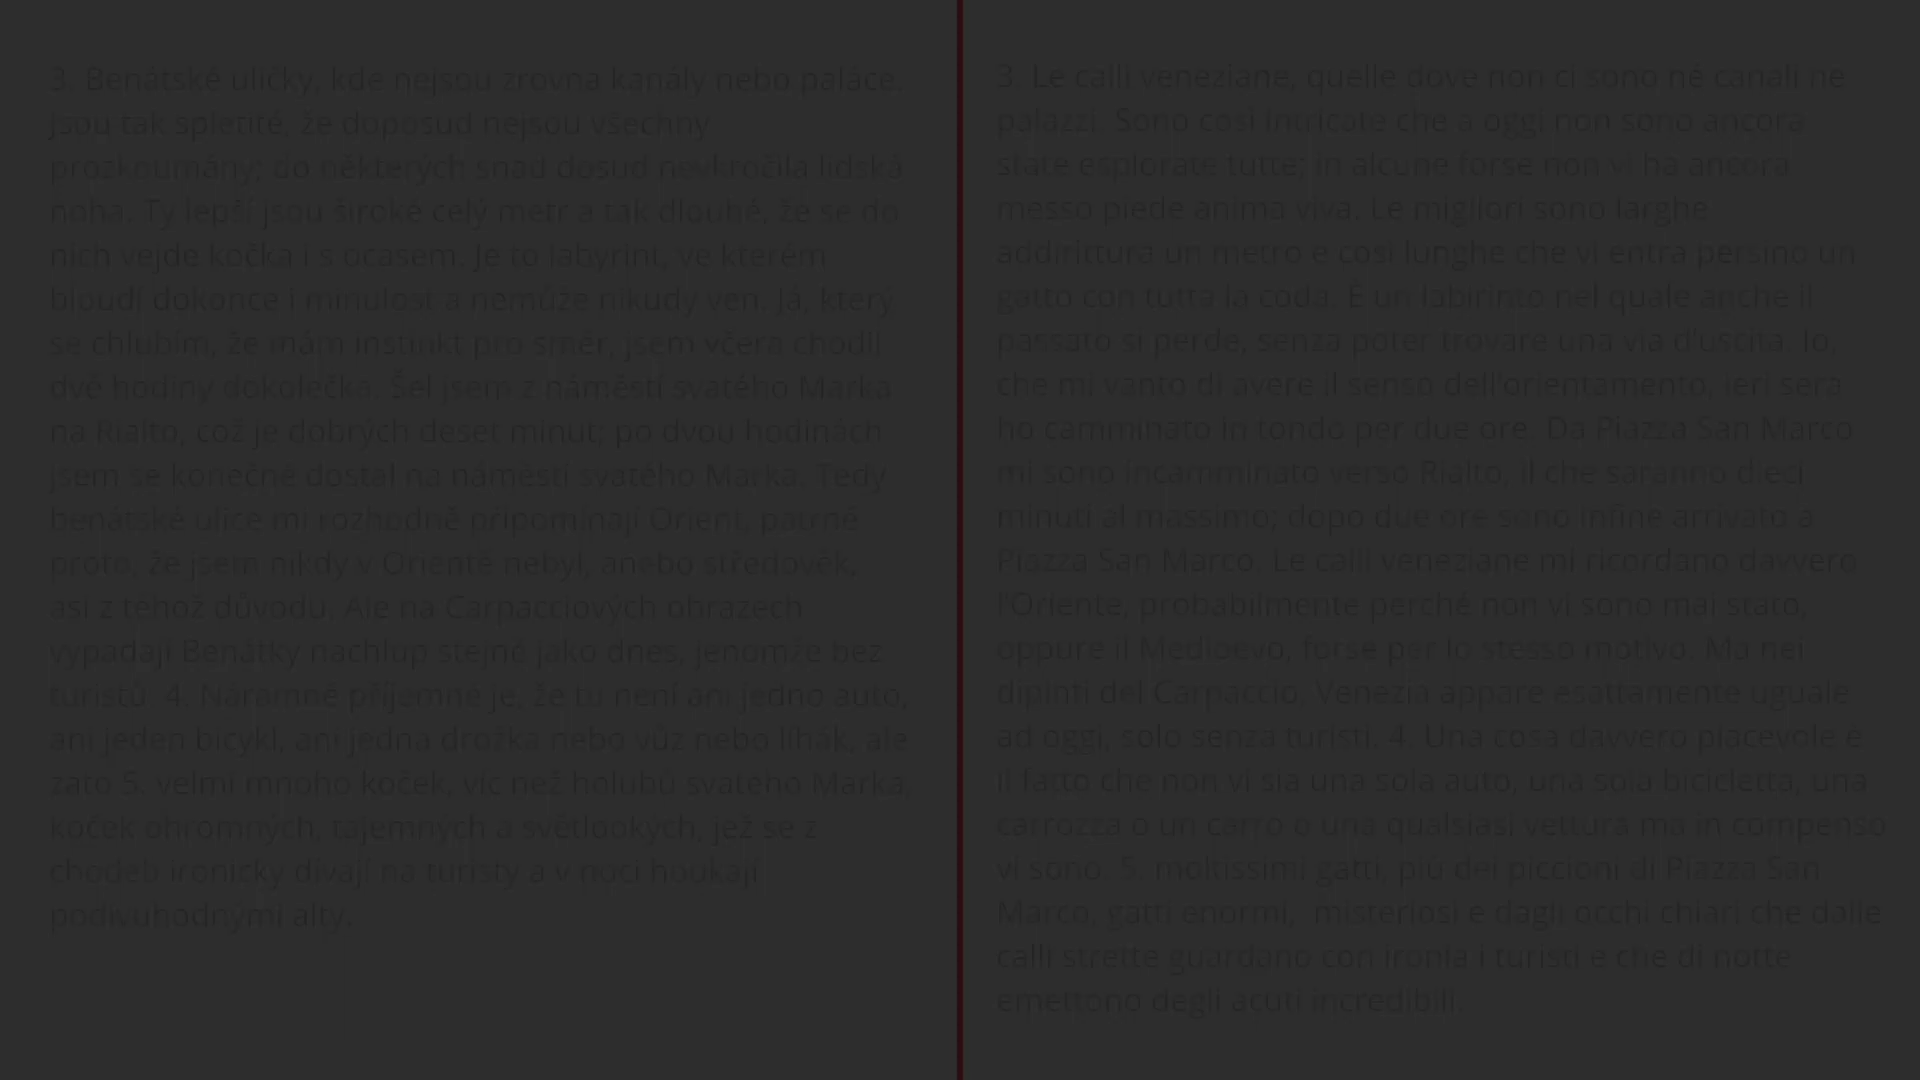 3. Benátské uličky, kde nejsou zrovna kanály nebo paláce.
jsou tak spletité, že doposud nejsou všechny
prozkoumány; do některých snad dosud nevkročila lidská
noha. Ty lepší jsou široké celý metr a tak dlouhé, že se do
nich vejde kočka i s ocasem. Je to labyrint, ve kterém
bloudí dokonce i minulost a nemůže nikudy ven. Já, který
se chlubím, že mám instinkt pro směr, jsem včera chodil
dvě hodiny dokolečka. Šel jsem z náměstí svatého Marka
na Rialto, což je dobrých deset minut; po dvou hodinách
jsem se konečně dostal na náměstí svatého Marka. Tedy
benátské ulice mi rozhodně připomínají Orient, patrně
proto, že jsem nikdy v Orientě nebyl, anebo středověk,
asi z téhož důvodu. Ale na Carpacciových obrazech
vypadají Benátky nachlup stejně jako dnes, jenomže bez
turistů. 4. Náramně příjemné je, že tu není ani jedno auto,
ani jeden bicykl, ani jedna drožka nebo vůz nebo lihák, ale
zato 5. velmi mnoho koček, víc než holubů svatého Marka,
koček ohromných, tajemných a světlookých, jež se z
chodeb ironicky dívají na turisty a v noci houkají
podivuhodnými alty.
3. Le calli veneziane, quelle dove non ci sono né canali né
palazzi. Sono così intricate che a oggi non sono ancora
state esplorate tutte; in alcune forse non vi ha ancora
messo piede anima viva. Le migliori sono larghe
addirittura un metro e così lunghe che vi entra persino un
gatto con tutta la coda. È un labirinto nel quale anche il
passato si perde, senza poter trovare una via d'uscita. Io,
che mi vanto di avere il senso dell'orientamento, ieri sera
ho camminato in tondo per due ore. Da Piazza San Marco
mi sono incamminato verso Rialto, il che saranno dieci
minuti al massimo; dopo due ore sono infine arrivato a
Piazza San Marco. Le calli veneziane mi ricordano davvero
l'Oriente, probabilmente perché non vi sono mai stato,
oppure il Medioevo, forse per lo stesso motivo. Ma nei
dipinti del Carpaccio, Venezia appare esattamente uguale
ad oggi, solo senza turisti. 4. Una cosa davvero piacevole è
il fatto che non vi sia una sola auto, una sola bicicletta, una
carrozza o un carro o una qualsiasi vettura ma in compenso
vi sono. 5. moltissimi gatti, più dei piccioni di Piazza San
Marco, gatti enormi, misteriosi e dagli occhi chiari che dalle
calli strette guardano con ironia i turisti e che di notte
emettono degli acuti incredibili.